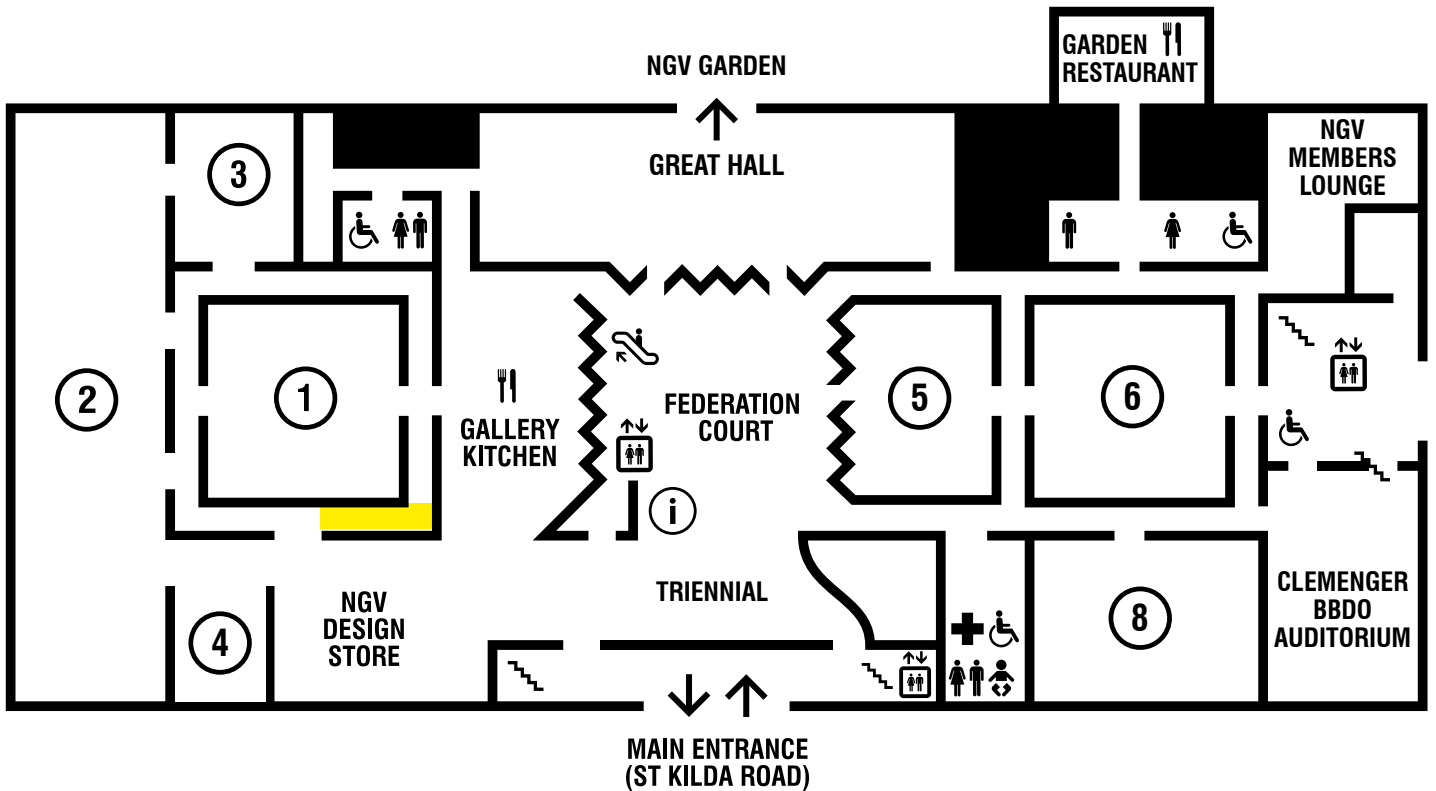 GARDEN
RESTAURANT
NGV GARDEN
GREAT HALL
NGV
MEMBERS
LOUNGE
3
2
1
GALLERY
KITCHEN
FEDERATION
COURT
5
6
i
4
NGV
DESIGN
STORE
TRIENNIAL
8
CLEMENGER
BBDO
AUDITORIUM
MAIN ENTRANCE
(ST KILDA ROAD)